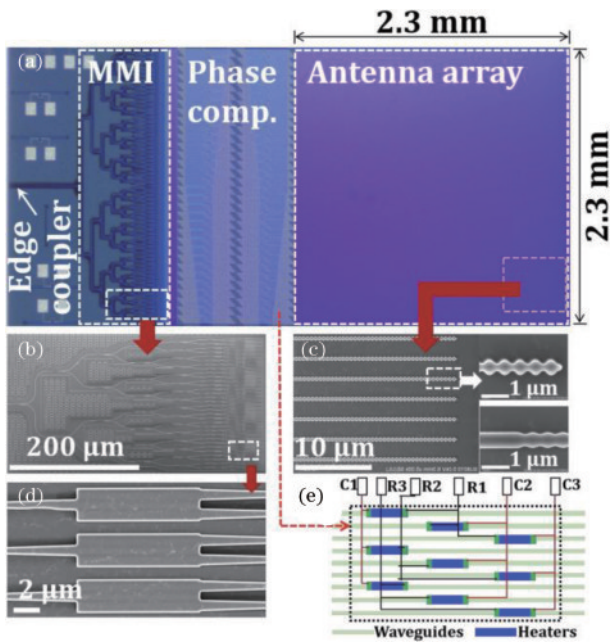 2.3 mm
(a)
MMI
Phase comp.
Antenna array
2.3 mm
Edge coupler
(b)
200 μm
(c)
10 μm
1 μm
1 μm
(d)
2 μm
(e)
C1 R3 R2 R1 C2 C3
Waveguides Heaters